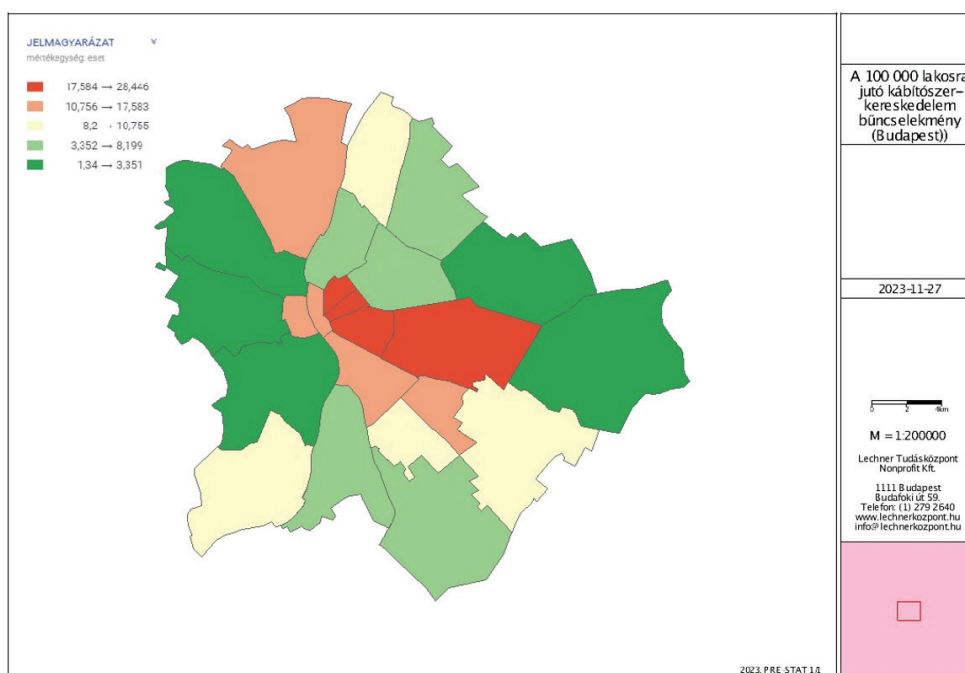 JELMAGYARÁZAT v
mértékegység: eset
17,584 → 28,446
10,756 → 17,583
8,2 → 10,755
3,352 → 8,199
1,34 → 3,351
A 100 000 lakosra
jutó kábítószer-
kereskedelem
bűncselekmény
(Budapest))
2023-11-27
0 2 4km
M = 1:200000
Lechner Tudásközpont
Nonprofit Kft.
1111 Budapest
Budafoki út 59.
Telefon: (1) 279 2640
www.lechnerkozpont.hu
info@lechnerkozpont.hu
2023. PRE-STAT 1/1